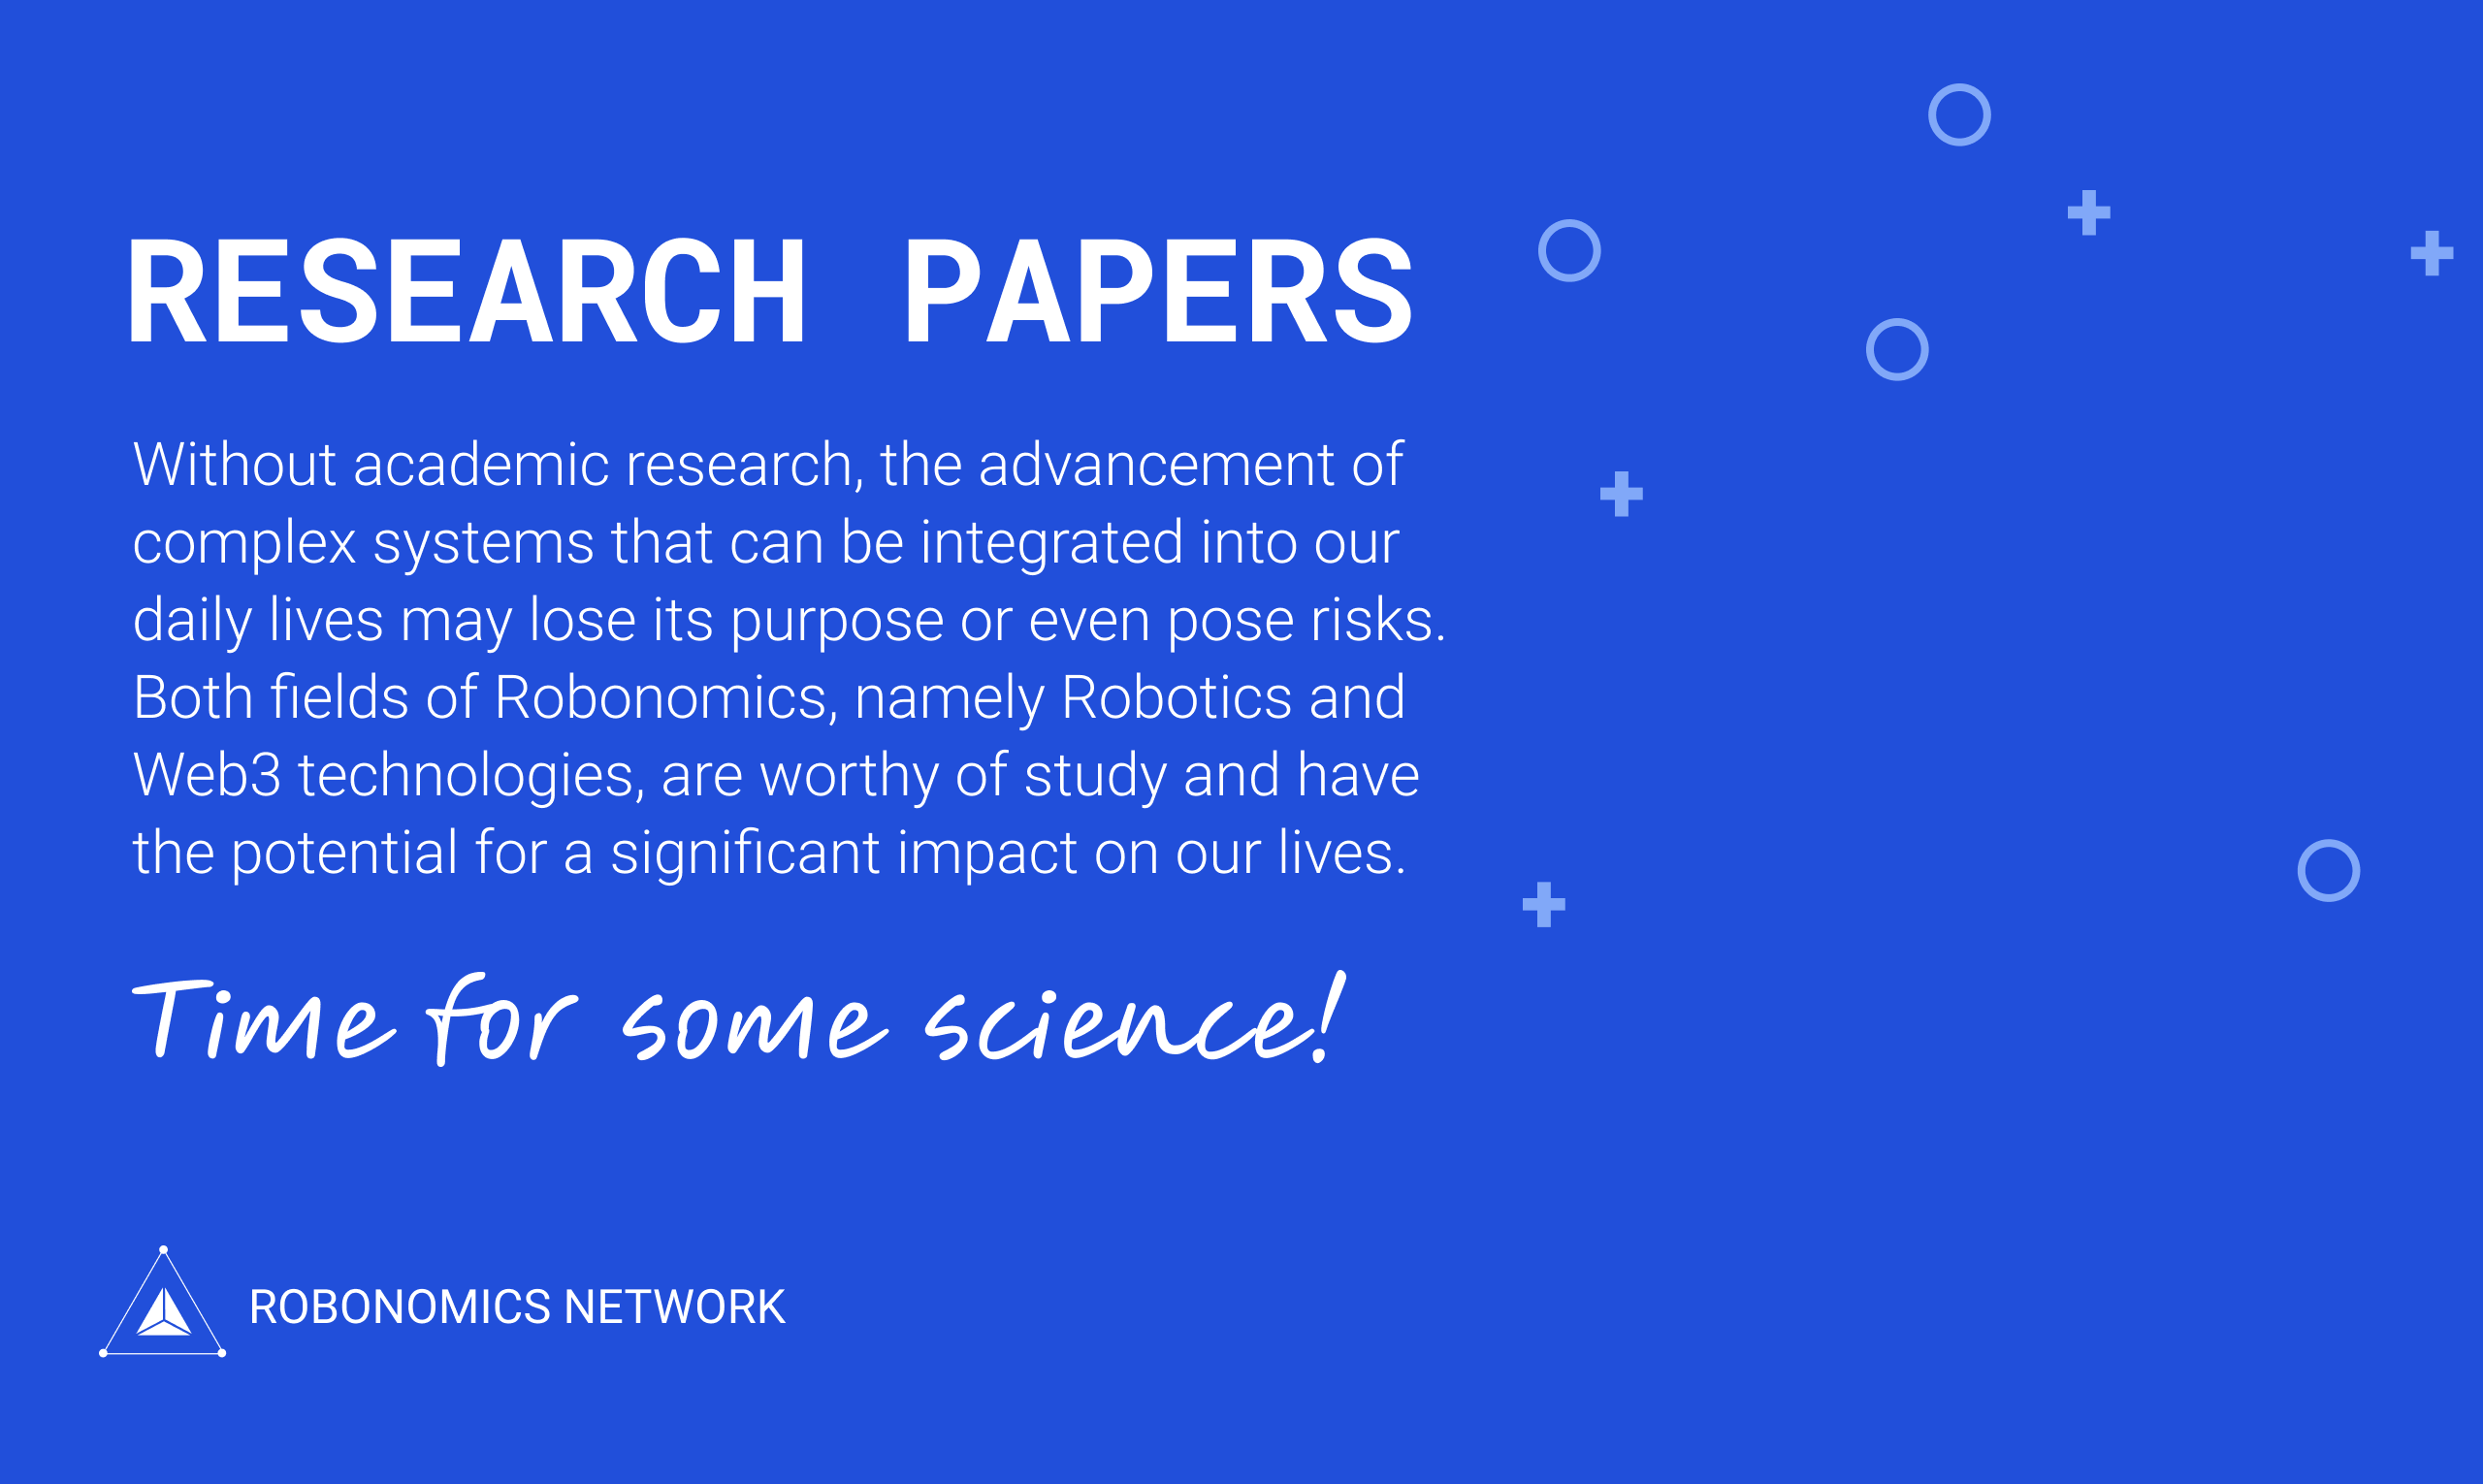 RESEARCH PAPERS
Without academic research, the advancement of
complex systems that can be integrated into our
daily lives may lose its purpose or even pose risks.
Both fields of Robonomics, namely Robotics and
Web3 technologies, are worthy of study and have
the potential for a significant impact on our lives.
Time for some science!
ROBONOMICS NETWORK